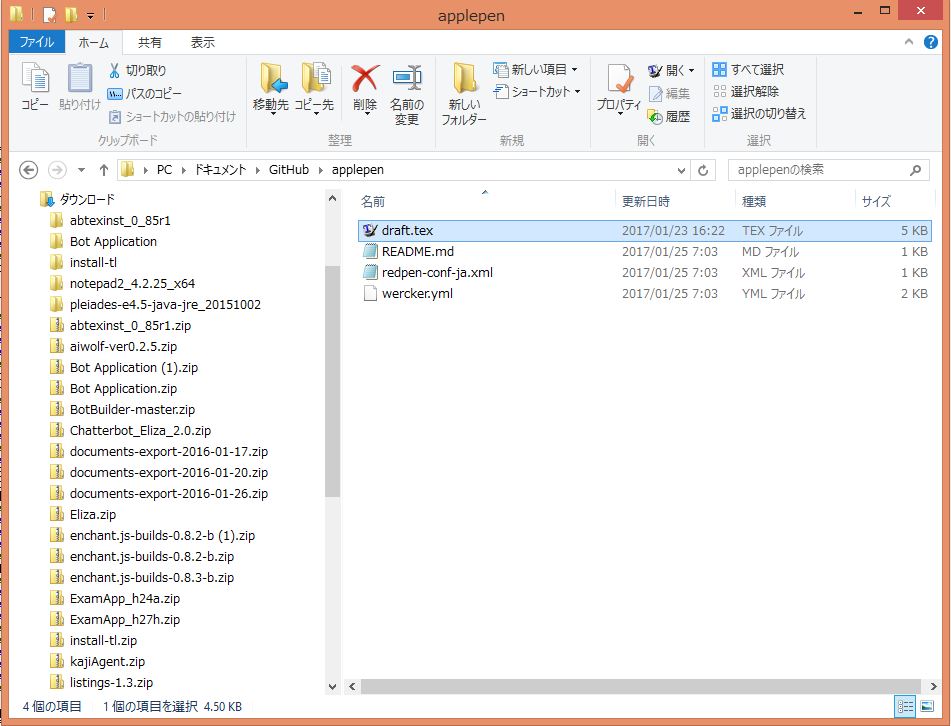 applepen
ファイル ホーム 共有 表示
コピー 貼り付け 切り取り パスのコピー ショートカットの貼り付け
移動先 コピー先 削除 名前の変更
新しいフォルダー 新しい項目 ショートカット
プロパティ 開く 編集 履歴
すべて選択 選択解除 選択の切り替え
クリップボード 整理 新規 開く 選択
PC ドキュメント GitHub applepen applepenの検索
ダウンロード
abtexinst_0_85r1
Bot Application
install-tl
notepad2_4.2.25_x64
pleiades-e4.5-java-jre_20151002
abtexinst_0_85r1.zip
aiwolf-ver0.2.5.zip
Bot Application (1).zip
Bot Application.zip
BotBuilder-master.zip
Chatterbot_Eliza_2.0.zip
documents-export-2016-01-17.zip
documents-export-2016-01-20.zip
documents-export-2016-01-26.zip
Eliza.zip
enchant.js-builds-0.8.2-b (1).zip
enchant.js-builds-0.8.2-b.zip
enchant.js-builds-0.8.3-b.zip
ExamApp_h24a.zip
ExamApp_h27h.zip
install-tl.zip
kajiAgent.zip
listings-1.3.zip
名前 更新日時 種類 サイズ
draft.tex 2017/01/23 16:22 TEX ファイル 5 KB
README.md 2017/01/25 7:03 MD ファイル 1 KB
redpen-conf-ja.xml 2017/01/25 7:03 XML ファイル 1 KB
wercker.yml 2017/01/25 7:03 YML ファイル 2 KB
4 個の項目 1 個の項目を選択 4.50 KB